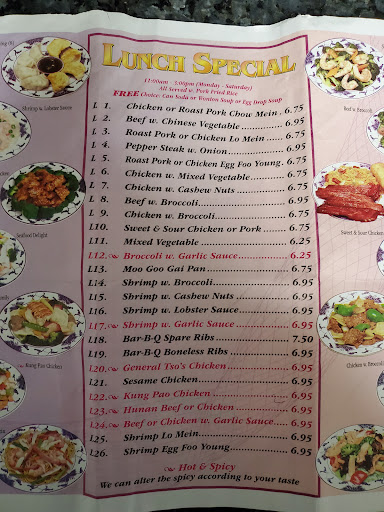 LUNCH SPECIAL
11:00am - 3:00pm (Monday - Saturday)
All Served w. Pork Fried Rice
FREE Choice: Can Soda or Wonton Soup or Egg Drop Soup
L 1. Chicken or Roast Pork Chow Mein . 6.75
L 2. Beef w. Chinese Vegetable 6.95
L 3. Roast Pork or Chicken Lo Mein 6.75
L 4. Pepper Steak w. Onion 6.95
L 5. Roast Pork or Chicken Egg Foo Young 6.75
L 6. Chicken w. Mixed Vegetable 6.75
L 7. Chicken w. Cashew Nuts 6.75
L 8. Beef w. Broccoli 6.95
L 9. Chicken w. Broccoli 6.75
L10. Sweet & Sour Chicken or Pork 6.75
L11. Mixed Vegetable 6.25
L12. Broccoli w. Garlic Sauce 6.25
L13. Moo Goo Gai Pan 6.75
L14. Shrimp w. Broccoli 6.95
L15. Shrimp w. Cashew Nuts 6.95
L16. Shrimp w. Lobster Sauce 6.95
L17. Shrimp w. Garlic Sauce 6.95
L18. Bar-B-Q Spare Ribs 7.50
L19. Bar-B-Q Boneless Ribs 6.95
L20. General Tso's Chicken 6.95
L21. Sesame Chicken 6.95
L22. Kung Pao Chicken 6.95
L23. Hunan Beef or Chicken 6.95
L24. Beef or Chicken w. Garlic Sauce 6.95
L25. Shrimp Lo Mein 6.95
L26. Shrimp Egg Foo Young 6.95
Hot & Spicy
We can alter the spicy according to your taste
Shrimp w. Lobster Sauce
Seafood Delight
Kung Pao Chicken
Beef w. Broccoli
Sweet & Sour Chicken
Chicken w. Broccoli